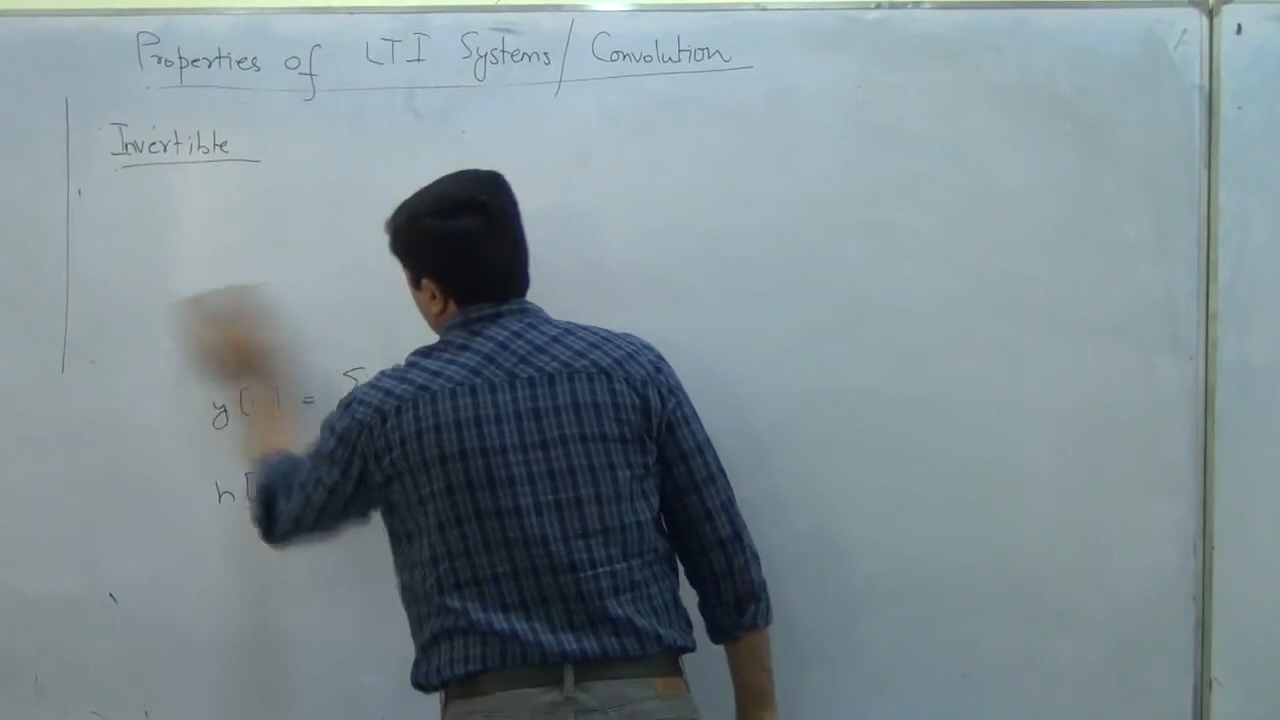 Properties of LTI Systems / Convolution
Invertible
y [ ] =
h [